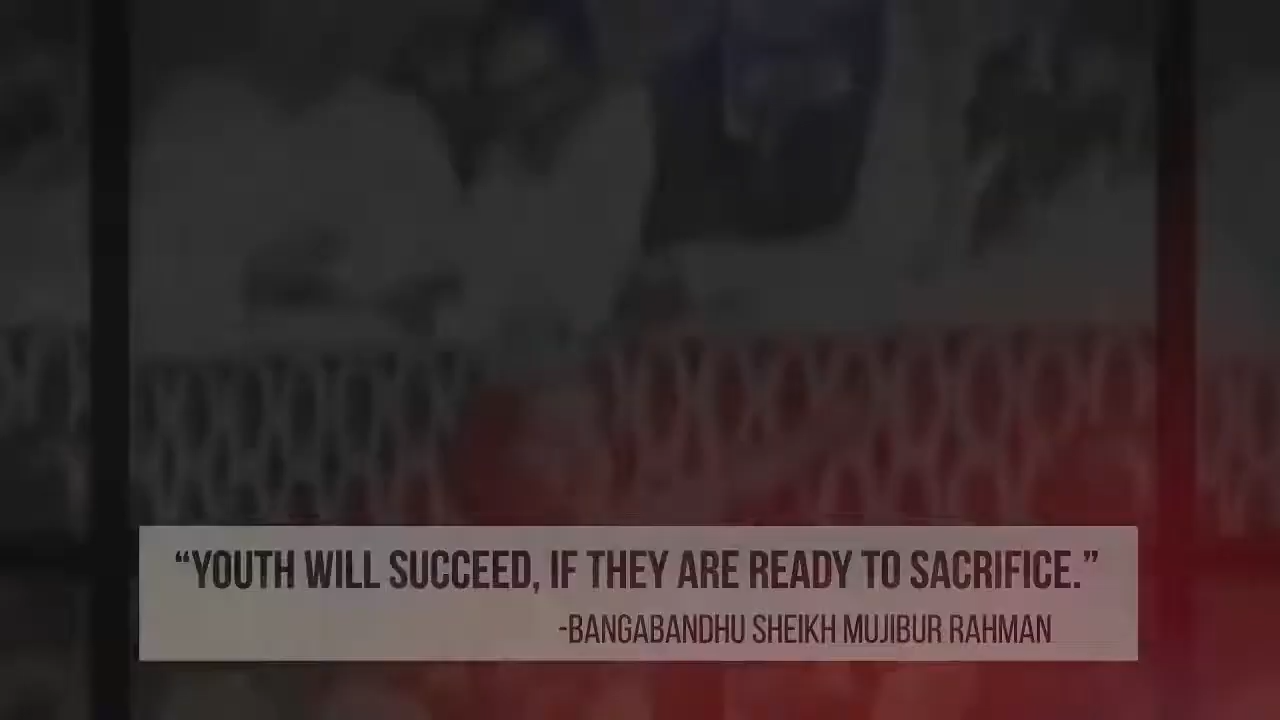 “YOUTH WILL SUCCEED, IF THEY ARE READY TO SACRIFICE.”
-BANGABANDHU SHEIKH MUJIBUR RAHMAN